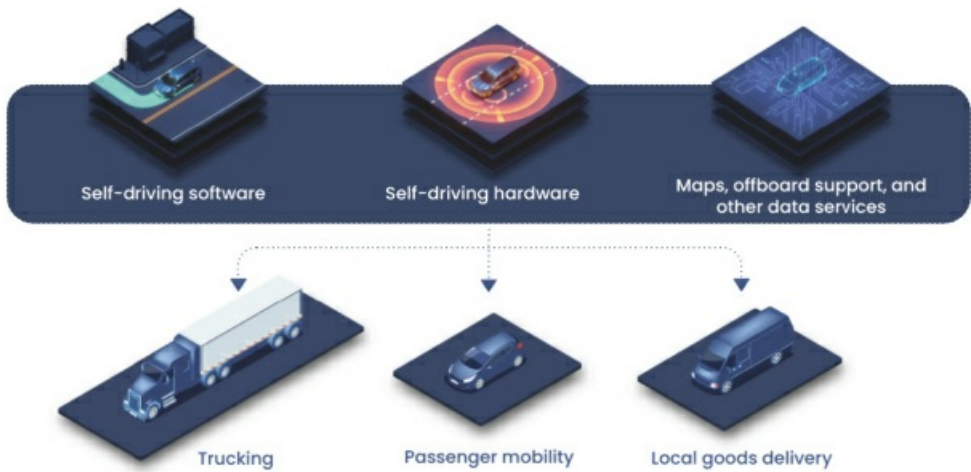 Self-driving software
Self-driving hardware
Maps, offboard support, and
other data services
Trucking
Passenger mobility
Local goods delivery